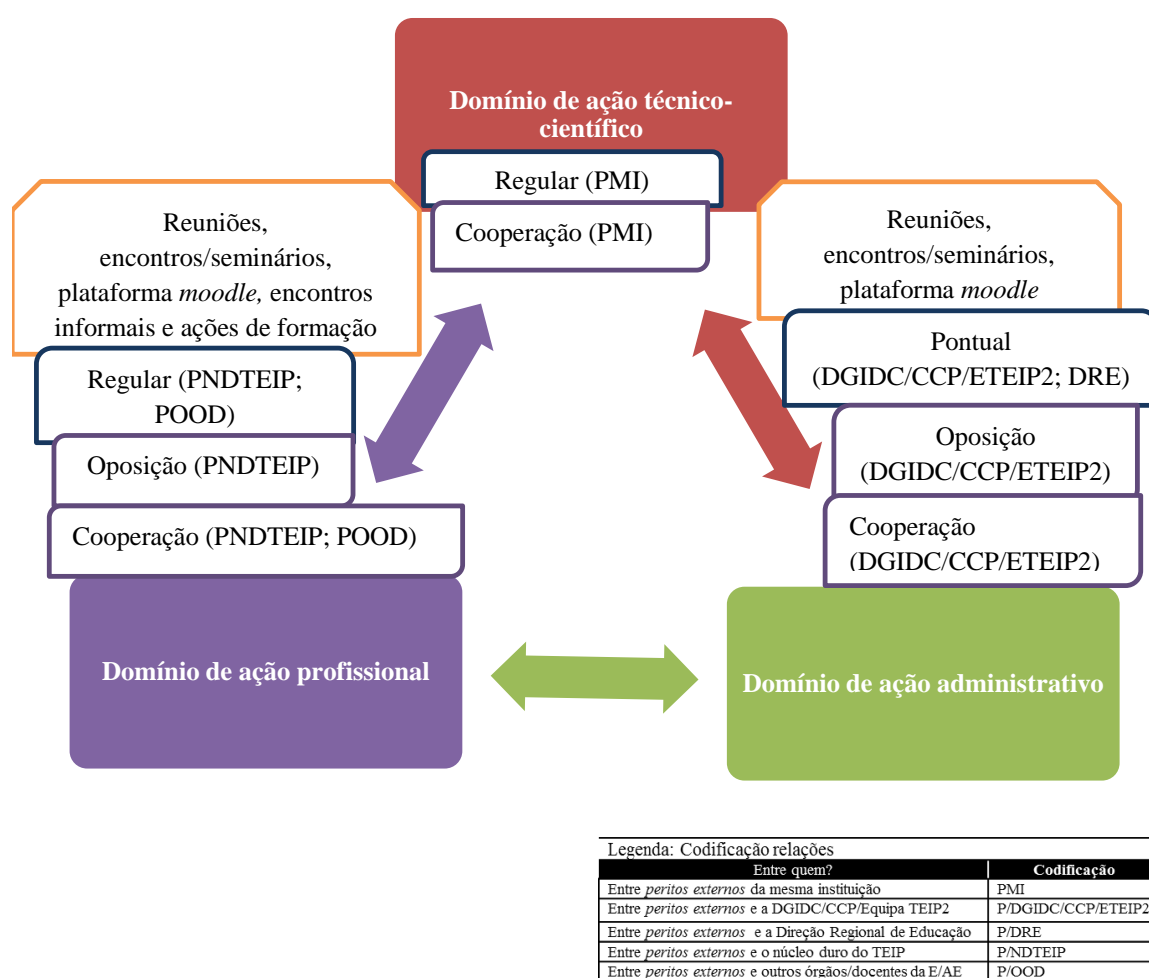 Domínio de ação técnico-
científico
Regular (PMI)
Cooperação (PMI)
Reuniões,
encontros/seminários,
plataforma moodle, encontros
informais e ações de formação
Regular (PNDTEIP;
POOD)
Oposição (PNDTEIP)
Cooperação (PNDTEIP; POOD)
Reuniões,
encontros/seminários,
plataforma moodle
Pontual
(DGIDC/CCP/ETEIP2; DRE)
Oposição
(DGIDC/CCP/ETEIP2)
Cooperação
(DGIDC/CCP/ETEIP2)
Domínio de ação profissional
Domínio de ação administrativo
Legenda: Codificação relações
Entre quem? Codificação
Entre peritos externos da mesma instituição PMI
Entre peritos externos e a DGIDC/CCP/Equipa TEIP2 P/DGIDC/CCP/ETEIP2
Entre peritos externos e a Direção Regional de Educação P/DRE
Entre peritos externos e o núcleo duro do TEIP P/NDTEIP
Entre peritos externos e outros órgãos/docentes da E/AE P/OOD